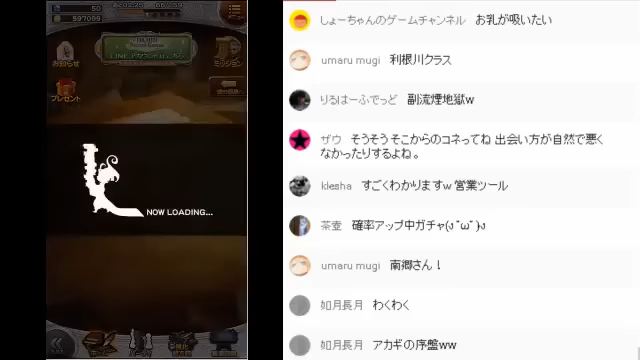 50
597099
お知らせ
ミッション
プレゼント
NOW LOADING...
しょーちゃんのゲームチャンネル お乳が吸いたい
umaru mugi 利根川クラス
りるはーふでっど 副流煙地獄w
ザウ そうそうそこからのコネってね 出会い方が自然で悪く
なかったりするよね。
kiesha すごくわかりますw 営業ツール
茶壺 確率アップ中ガチャ(ง ˘ω˘ )ว
umaru mugi 南郷さん！
如月長月 わくわく
如月長月 アカギの序盤ww